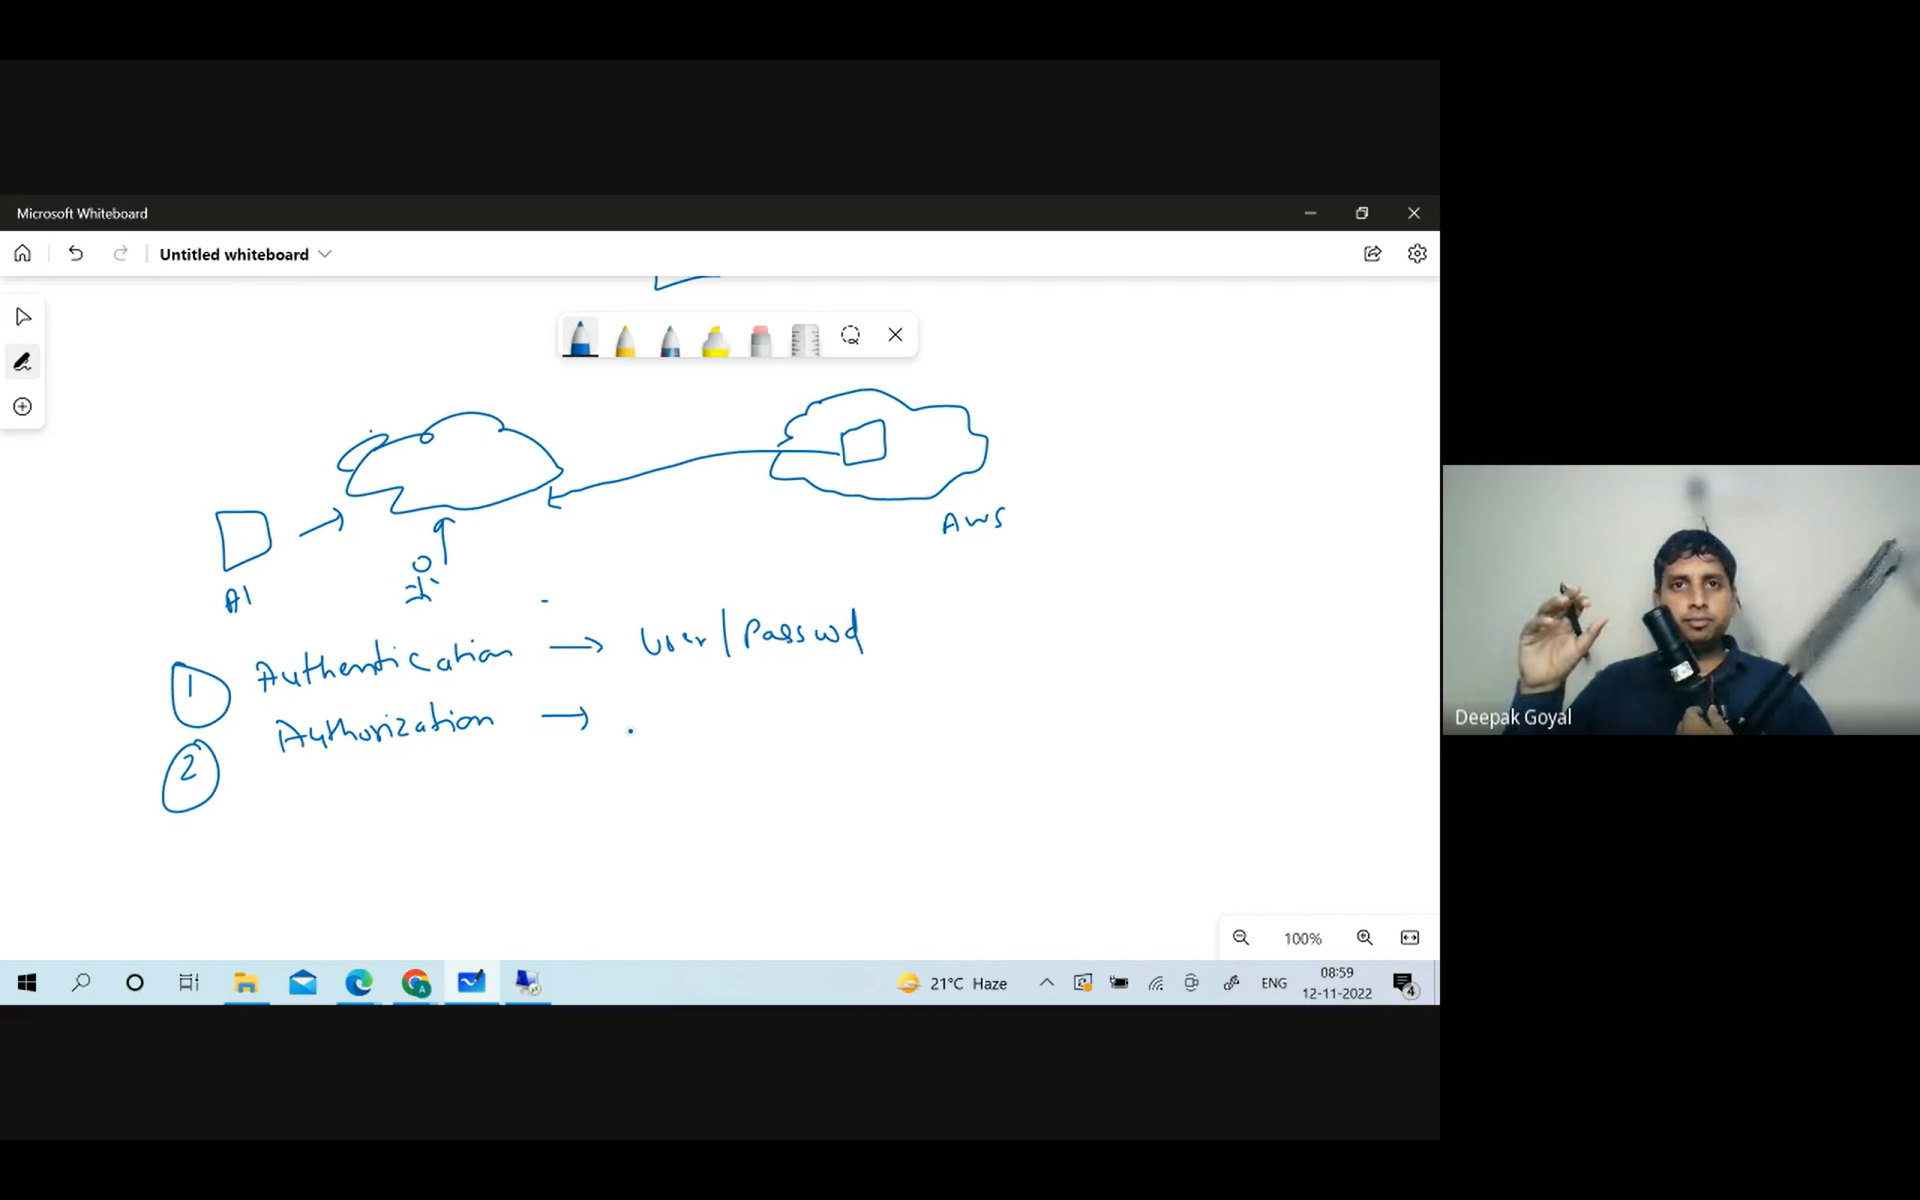 Microsoft Whiteboard
Untitled whiteboard
AWS
A1
1 Authentication → User/Passwd
2 Authorization →
Deepak Goyal
100%
21°C Haze
ENG
08:59
12-11-2022
4